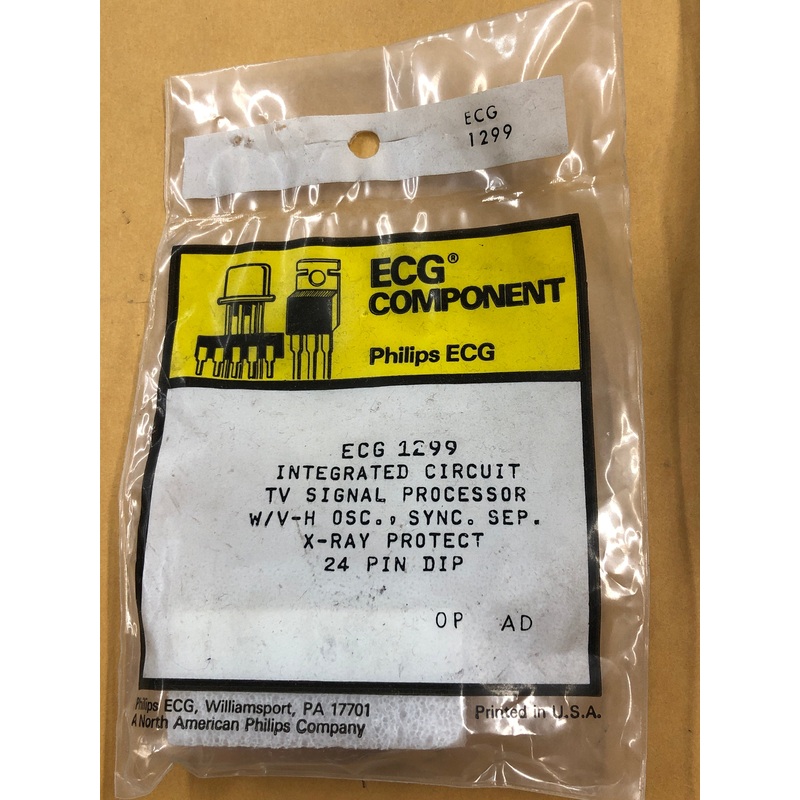 ECG
1299
ECG®
COMPONENT
Philips ECG
ECG 1299
INTEGRATED CIRCUIT
TV SIGNAL PROCESSOR
W/V-H OSC., SYNC. SEP.
X-RAY PROTECT
24 PIN DIP
OP AD
Philips ECG, Williamsport, PA 17701
A North American Philips Company
Printed in U.S.A.